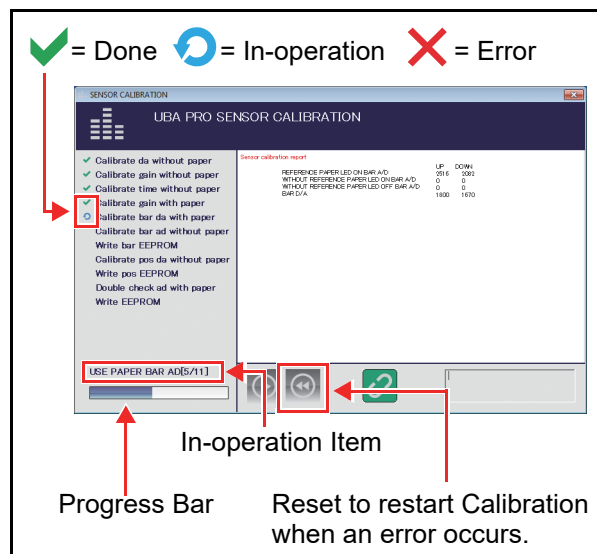 = Done = In-operation = Error
SENSOR CALIBRATION
UBA PRO SENSOR CALIBRATION
Calibrate da without paper
Calibrate gain without paper
Calibrate time without paper
Calibrate gain with paper
Calibrate bar da with paper
Calibrate bar ad without paper
Write bar EEPROM
Calibrate pos da without paper
Write pos EEPROM
Double check ad with paper
Write EEPROM
Sensor calibration report
UP DOWN
REFERENCE PAPER LED ON BAR A/D 2516 2082
WITHOUT REFERENCE PAPER LED ON BAR A/D 0 0
WITHOUT REFERENCE PAPER LED OFF BAR A/D 0 0
BAR D/A 1800 1670
USE PAPER BAR AD[5/11]
In-operation Item
Progress Bar
Reset to restart Calibration
when an error occurs.